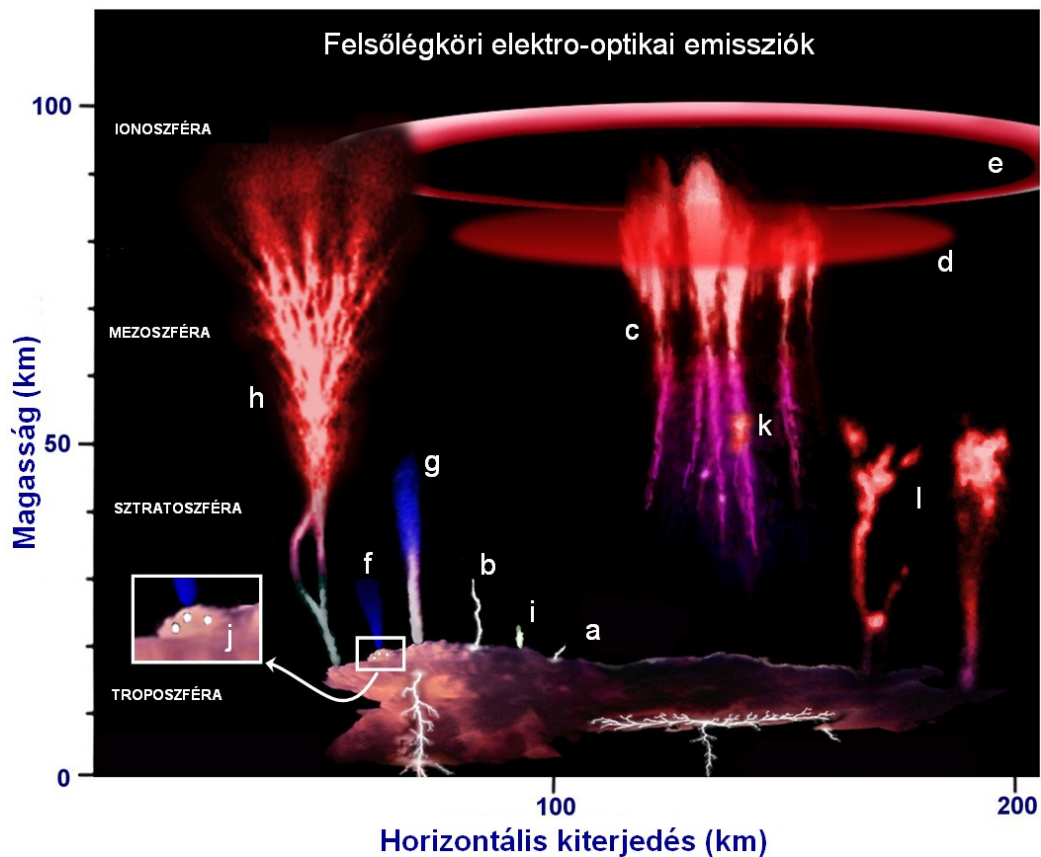 Felsőlégköri elektro-optikai emissziók
100
IONOSZFÉRA
e
d
c
MEZOSZFÉRA
h
k
50
g
l
SZTRATOSZFÉRA
f
b
i
a
j
TROPOSZFÉRA
0
100
200
Magasság (km)
Horizontális kiterjedés (km)